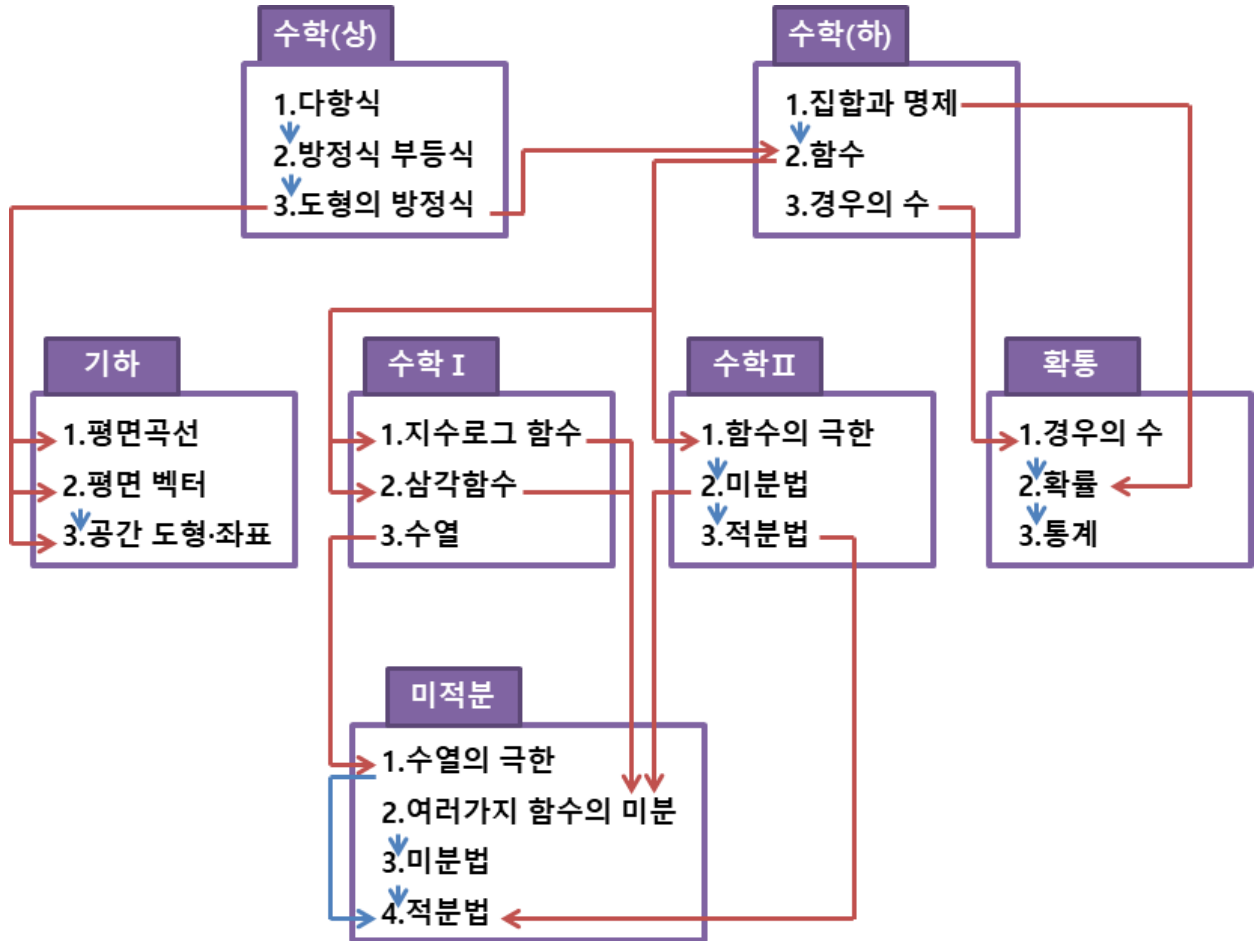 수학(상)
1.다항식
2.방정식 부등식
3.도형의 방정식
수학(하)
1.집합과 명제
2.함수
3.경우의 수
기하
1.평면곡선
2.평면 벡터
3.공간 도형·좌표
수학Ⅰ
1.지수로그 함수
2.삼각함수
3.수열
수학Ⅱ
1.함수의 극한
2.미분법
3.적분법
확통
1.경우의 수
2.확률
3.통계
미적분
1.수열의 극한
2.여러가지 함수의 미분
3.미분법
4.적분법